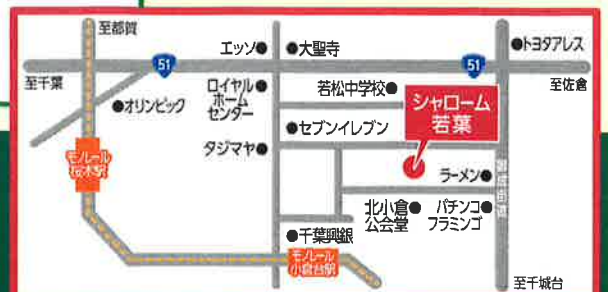 至都賀
エッソ
大聖寺
トヨタアレス
51
51
至千葉
至佐倉
オリンピック
ロイヤル
ホーム
センター
若松中学校
シャローム
若葉
セブンイレブン
タジマヤ
モノレール
桜木駅
ラーメン
御成街道
北小倉
公会堂
パチンコ
フラミンゴ
千葉興銀
モノレール
小倉台駅
至千城台